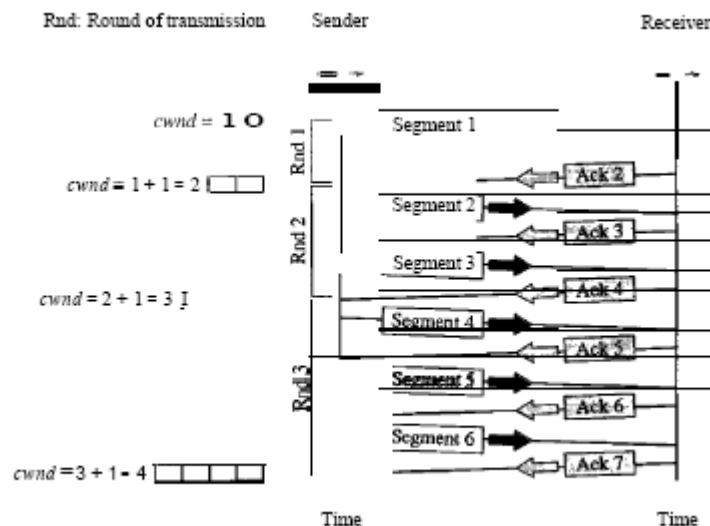 Rnd: Round of transmission Sender Receiver
cwnd = 1 0
Segment 1
Rnd 1
Ack 2
cwnd = 1 + 1 = 2
Segment 2
Rnd 2
Ack 3
Segment 3
Ack 4
cwnd = 2 + 1 = 3 I
Segment 4
Ack 5
Rnd 3
Segment 5
Ack 6
Segment 6
cwnd = 3 + 1 - 4
Ack 7
Time Time